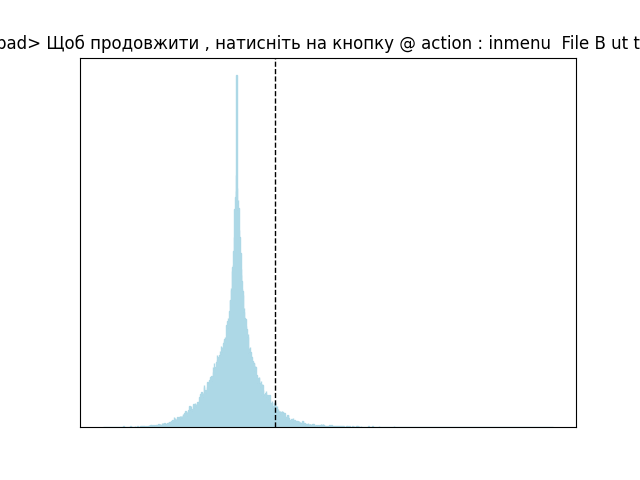 pad> Щоб продовжити , натисніть на кнопку @ action : inmenu File B ut t